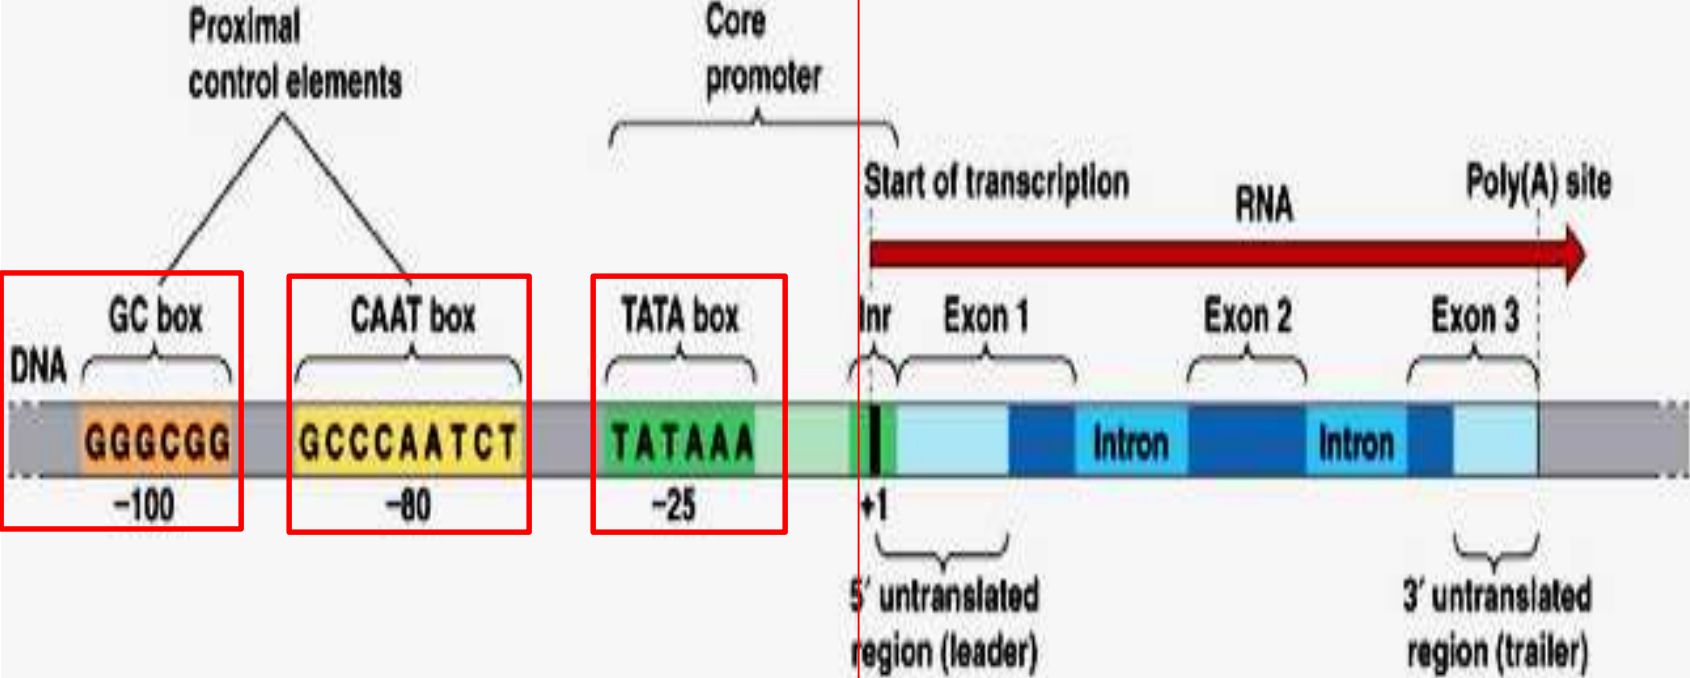 Proximal
control elements
Core
promoter
Start of transcription
RNA
Poly(A) site
GC box
CAAT box
TATA box
Inr
Exon 1
Exon 2
Exon 3
DNA
GGGCGG
GCCCAATCT
TATAAA
Intron
Intron
–100
–80
–25
+1
5′ untranslated
region (leader)
3′ untranslated
region (trailer)